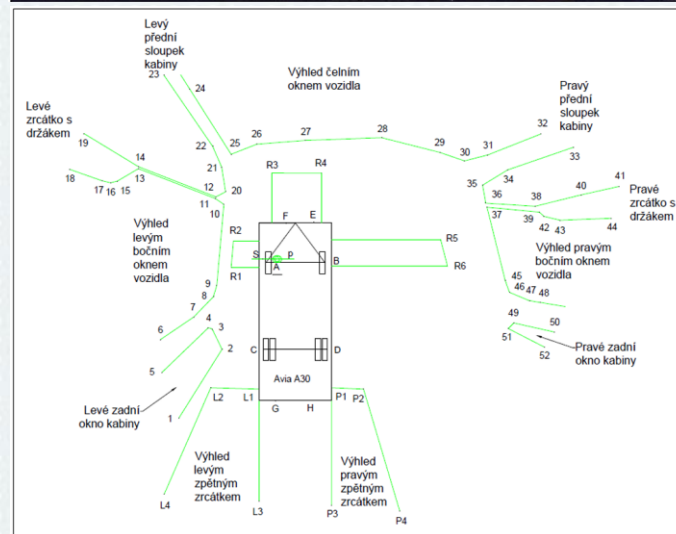 Levý
přední
sloupek
kabiny
23
24
Výhled čelním
oknem vozidla
Pravý
přední
sloupek
kabiny
Levé
zrcátko s
držákem
19
14
13
18
17
16
15
22
21
20
12
11
10
25
26
27
28
29
30
31
32
33
34
35
36
37
38
39
40
41
42
43
44
Pravé
zrcátko s
držákem
R3
R4
F
E
R2
R1
S
A
p
B
R5
R6
Výhled
levým
bočním
oknem
vozidla
Výhled pravým
bočním oknem
vozidla
9
8
7
6
4
3
5
2
1
45
46
47
48
49
50
51
52
Pravé zadní
okno kabiny
C
D
Avia A30
Levé zadní
okno kabiny
L2
L1
G
H
P1
P2
Výhled
levým
zpětným
zrcátkem
Výhled
pravým
zpětným
zrcátkem
L4
L3
P3
P4